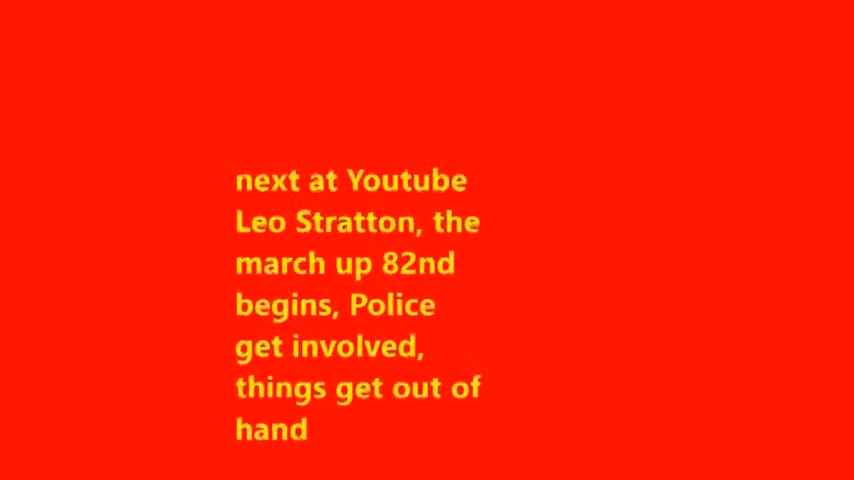 next at Youtube
Leo Stratton, the
march up 82nd
begins, Police
get involved,
things get out of
hand